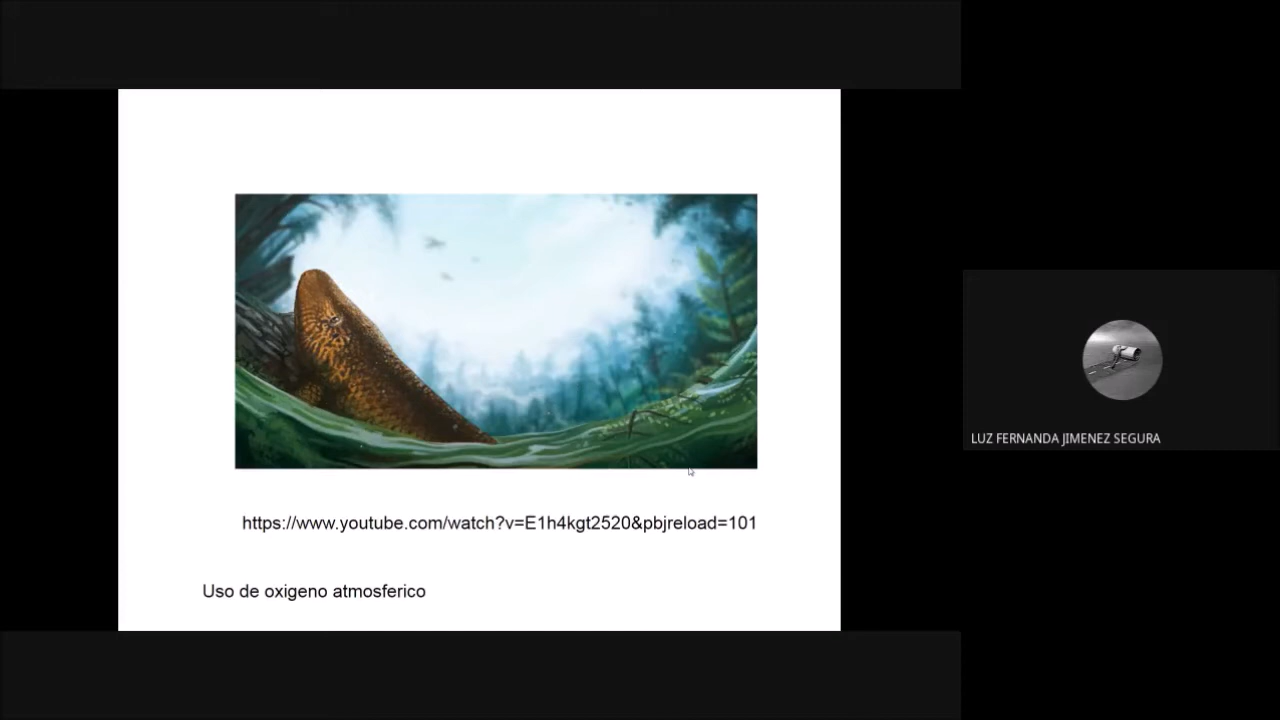 https://www.youtube.com/watch?v=E1h4kgt2520&pbjreload=101
Uso de oxigeno atmosferico
LUZ FERNANDA JIMENEZ SEGURA